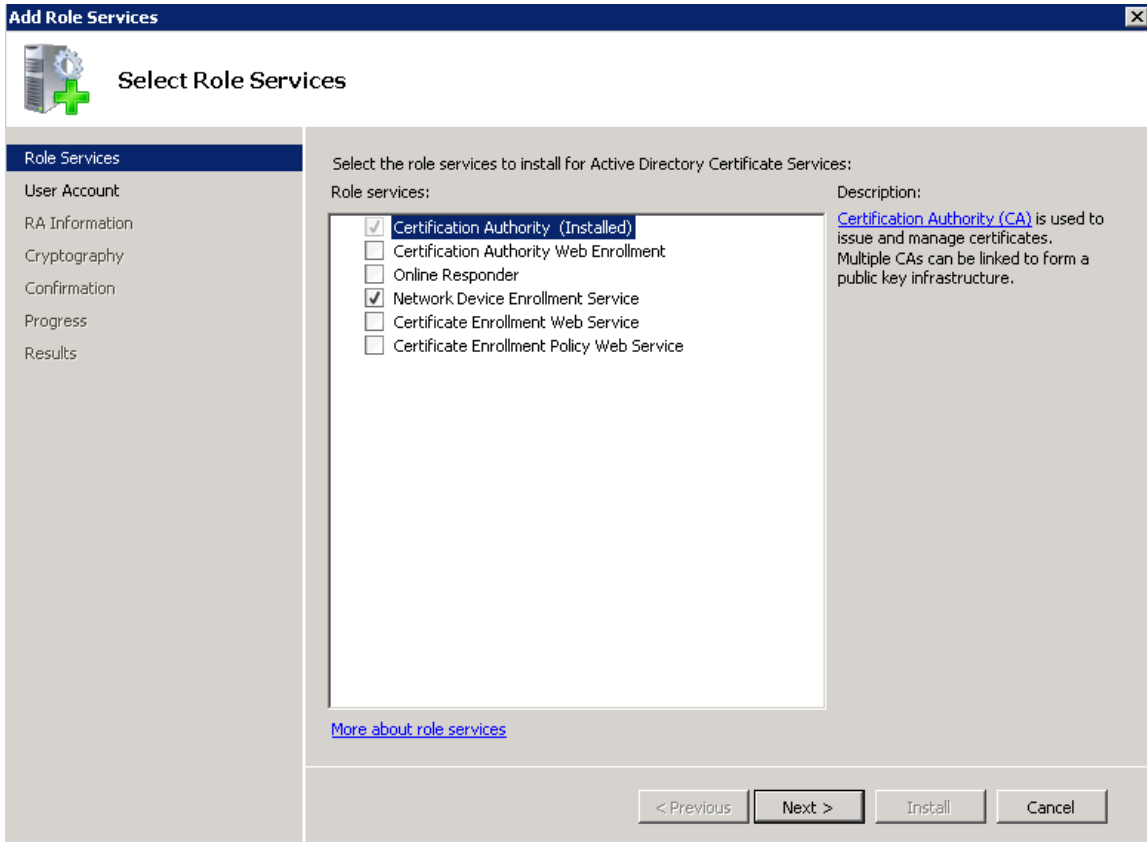 Add Role Services
Select Role Services
Role Services
User Account
RA Information
Cryptography
Confirmation
Progress
Results
Select the role services to install for Active Directory Certificate Services:
Role services:
Certification Authority (Installed)
Certification Authority Web Enrollment
Online Responder
Network Device Enrollment Service
Certificate Enrollment Web Service
Certificate Enrollment Policy Web Service
More about role services
Description:
Certification Authority (CA) is used to
issue and manage certificates.
Multiple CAs can be linked to form a
public key infrastructure.
< Previous
Next >
Install
Cancel